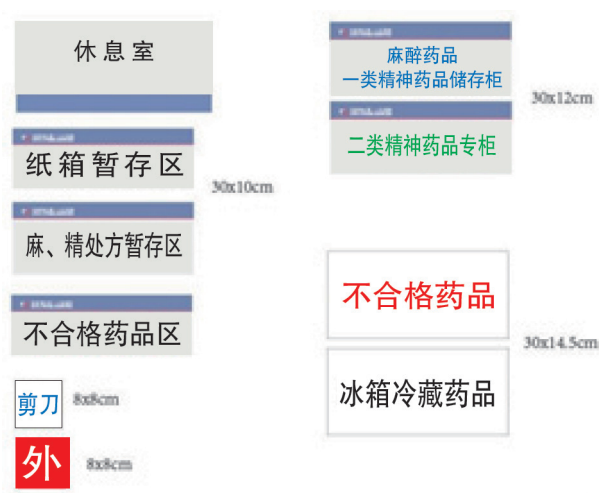 休息室
纸箱暂存区
30x10cm
麻、精处方暂存区
不合格药品区
剪刀
8x8cm
外
8x8cm
麻醉药品
一类精神药品储存柜
30x12cm
二类精神药品专柜
不合格药品
30x14.5cm
冰箱冷藏药品